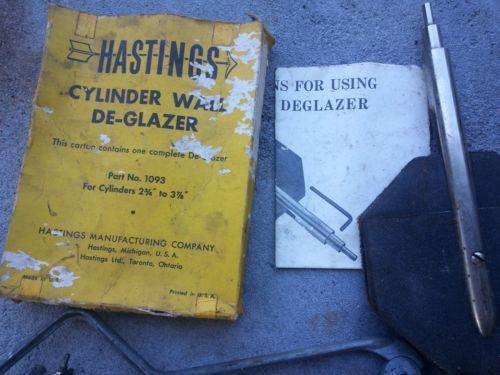 HASTINGS
CYLINDER WALL
DE-GLAZER
This carton contains one complete De-glazer
Part No. 1093
For Cylinders 2¾" to 3⅞"
HASTINGS MANUFACTURING COMPANY
Hastings, Michigan, U. S. A.
Hastings Ltd., Toronto, Ontario
Printed in U.S.A.
NS FOR USING
DEGLAZER